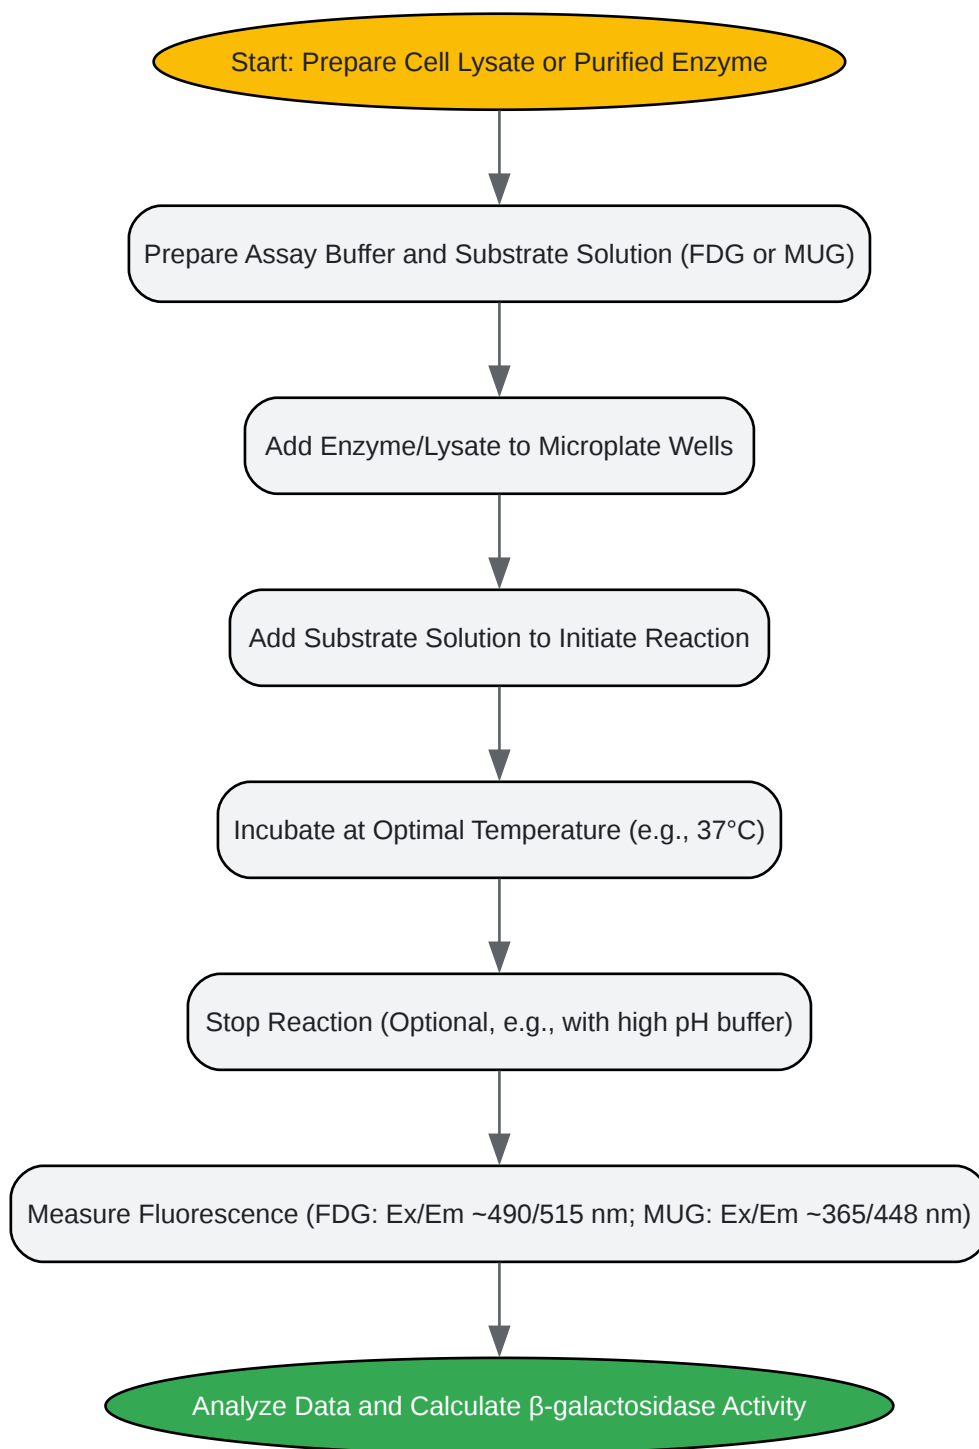 Start: Prepare Cell Lysate or Purified Enzyme
Prepare Assay Buffer and Substrate Solution (FDG or MUG)
Add Enzyme/Lysate to Microplate Wells
Add Substrate Solution to Initiate Reaction
Incubate at Optimal Temperature (e.g., 37°C)
Stop Reaction (Optional, e.g., with high pH buffer)
Measure Fluorescence (FDG: Ex/Em ~490/515 nm; MUG: Ex/Em ~365/448 nm)
Analyze Data and Calculate β-galactosidase Activity